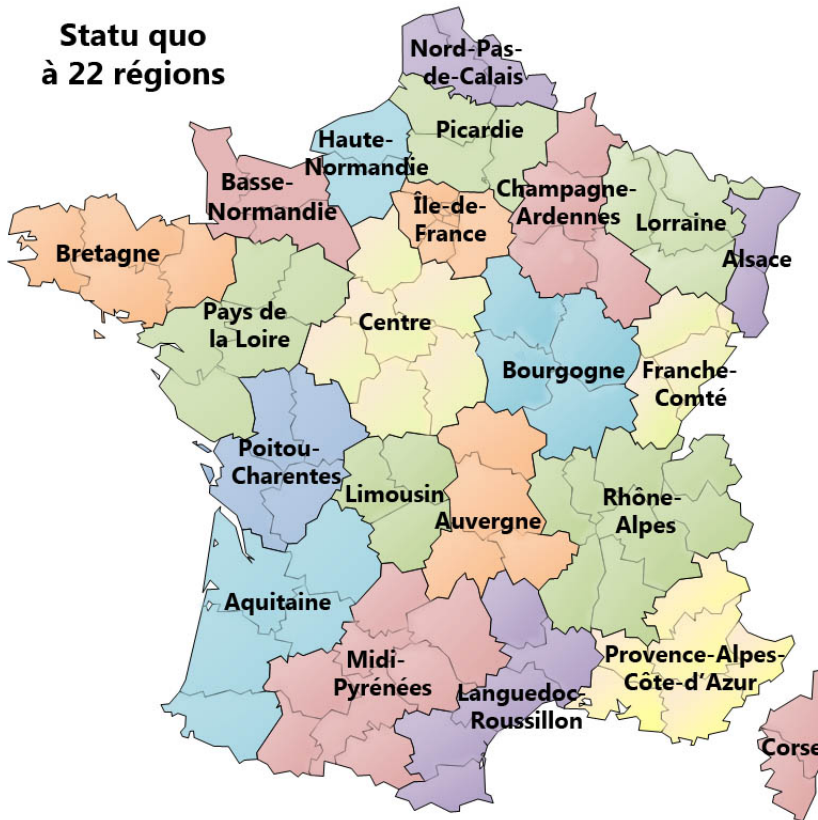 Statu quo
à 22 régions
Nord-Pas-
de-Calais
Picardie
Haute-
Normandie
Basse-
Normandie
Île-de-
France
Champagne-
Ardennes
Lorraine
Alsace
Bretagne
Pays de
la Loire
Centre
Bourgogne
Franche-
Comté
Poitou-
Charentes
Limousin
Auvergne
Rhône-
Alpes
Aquitaine
Midi-
Pyrénées
Languedoc-
Roussillon
Provence-Alpes-
Côte-d'Azur
Corse